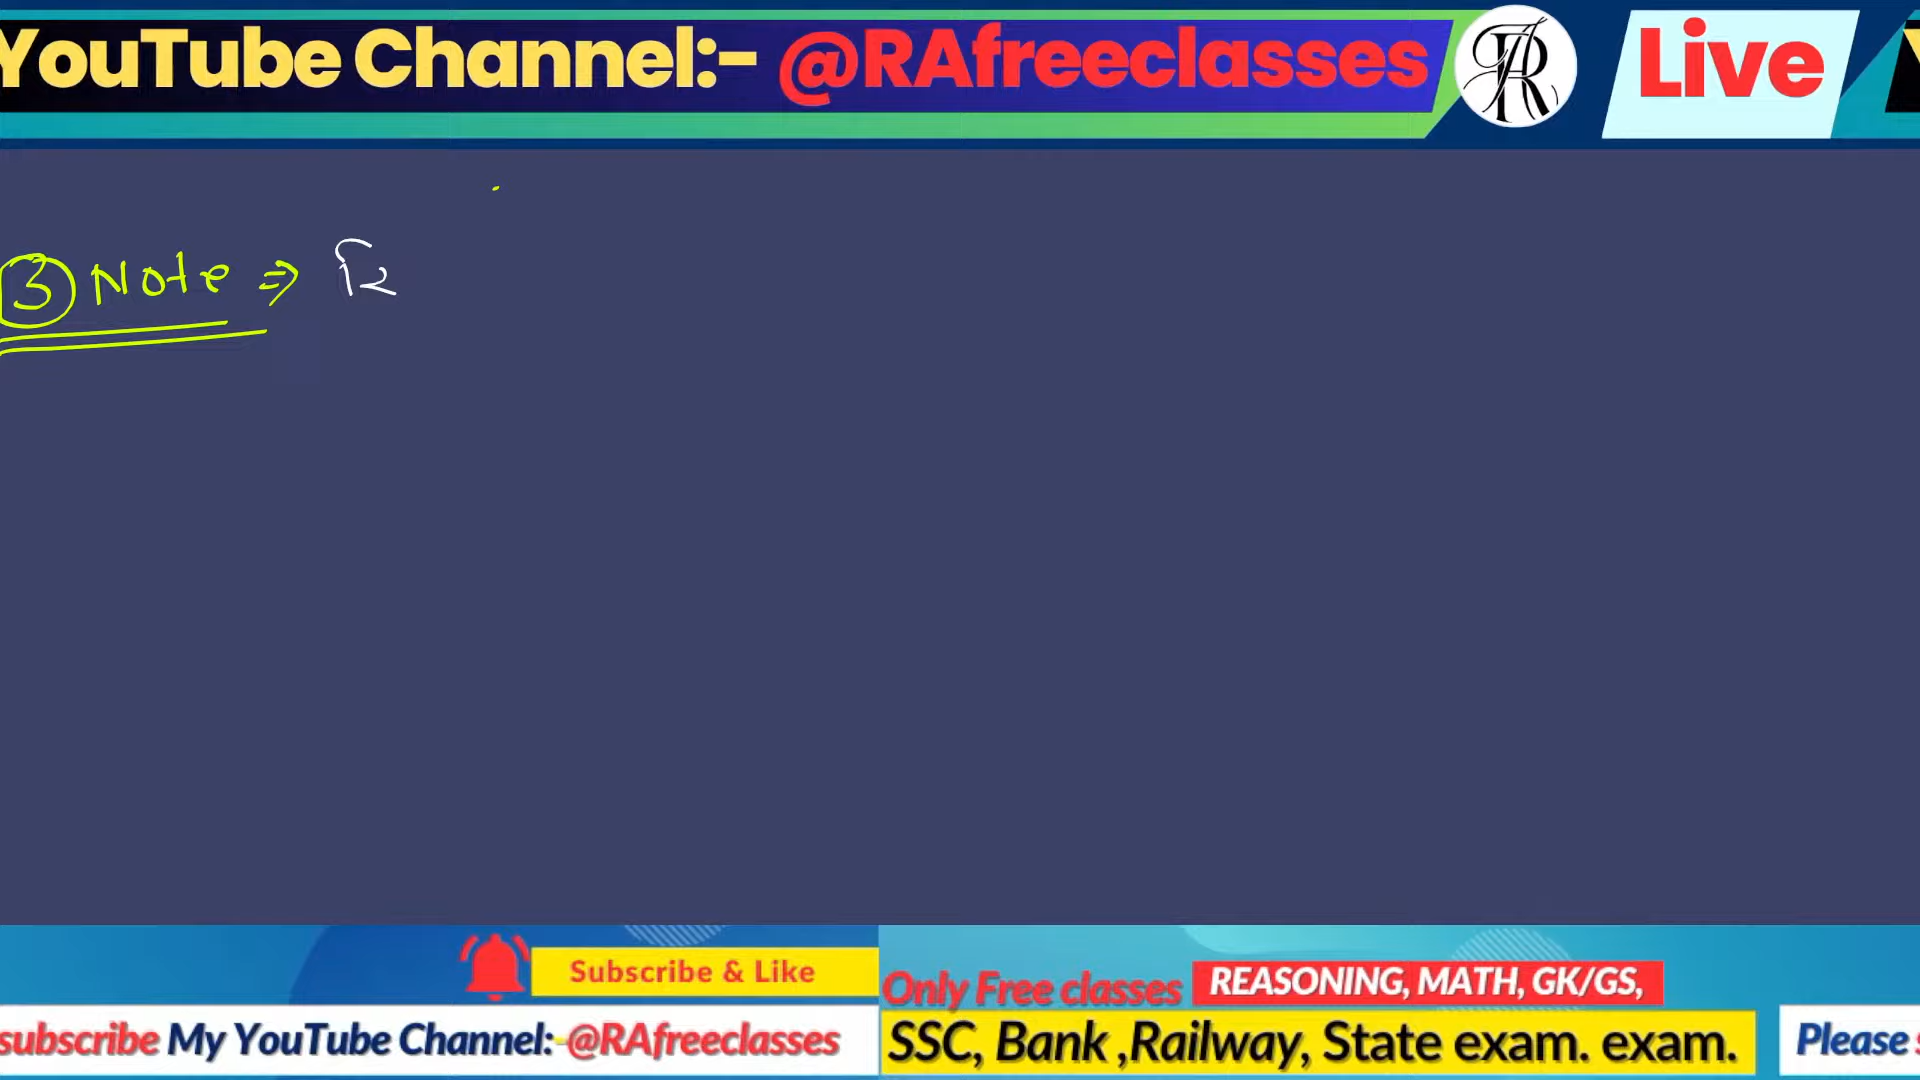 YouTube Channel:- @RAfreeclasses
Live
③ Note ⇒
Subscribe & Like
subscribe My YouTube Channel:-@RAfreeclasses
Only Free classes REASONING, MATH, GK/GS,
SSC, Bank ,Railway, State exam. exam.
Please